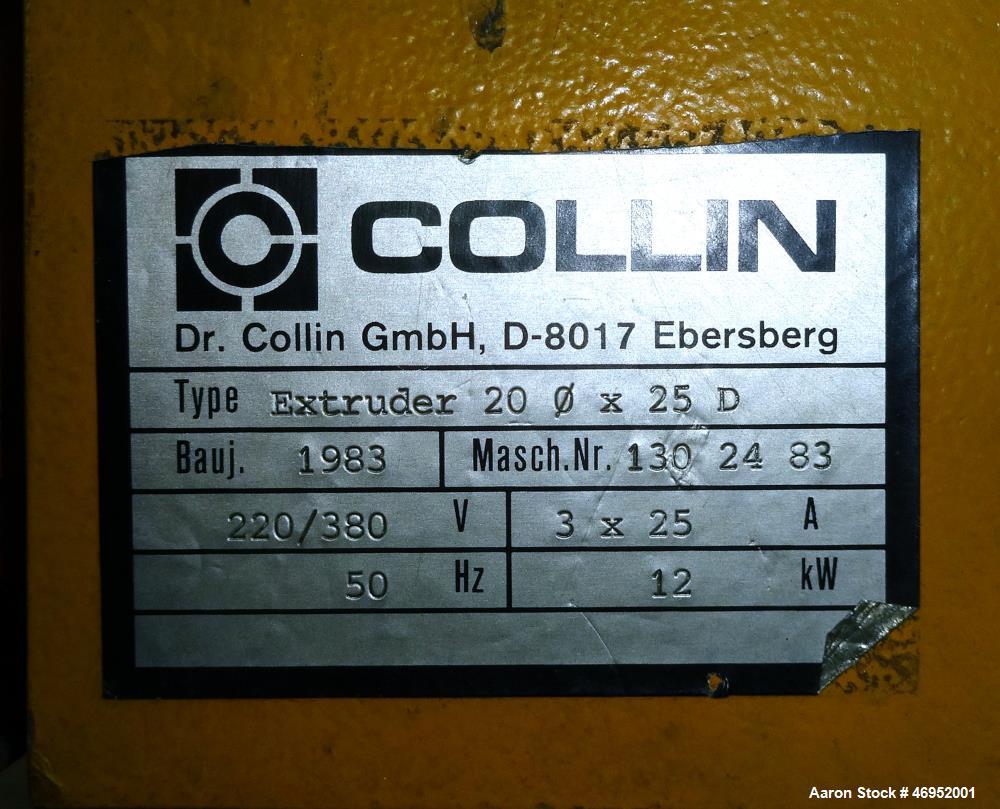 COLLIN
Dr. Collin GmbH, D-8017 Ebersberg
Type Extruder 20 Ø x 25 D
Bauj. 1983 Masch.Nr. 130 24 83
220/380 V 3 x 25 A
50 Hz 12 kW
Aaron Stock # 46952001